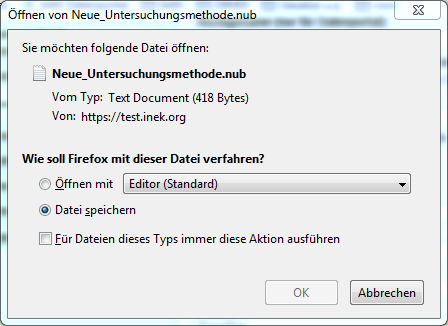 Öffnen von Neue_Untersuchungsmethode.nub
Sie möchten folgende Datei öffnen:
Neue_Untersuchungsmethode.nub
Vom Typ: Text Document (418 Bytes)
Von: https://test.inek.org
Wie soll Firefox mit dieser Datei verfahren?
Öffnen mit Editor (Standard)
Datei speichern
Für Dateien dieses Typs immer diese Aktion ausführen
OK Abbrechen